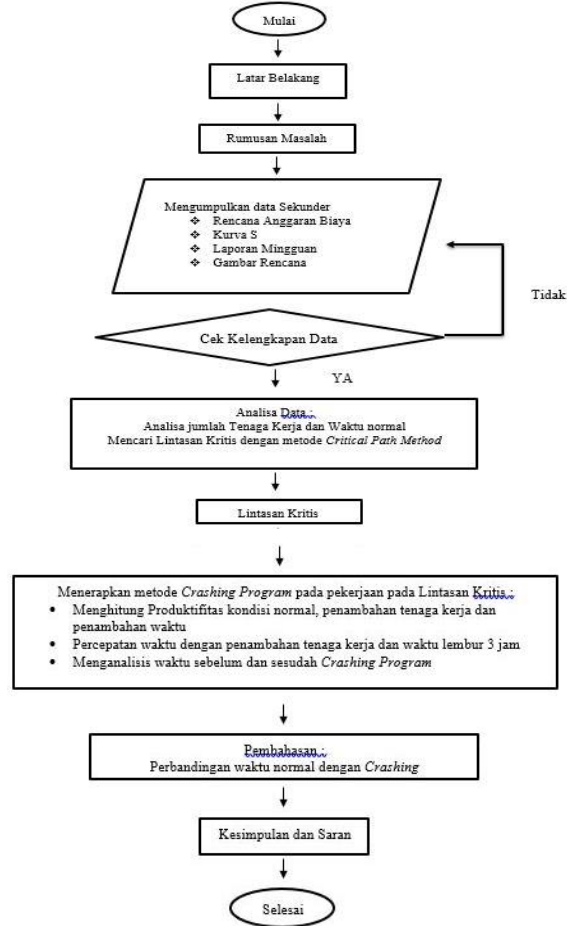 Mulai
Latar Belakang
Rumusan Masalah
Mengumpulkan data Sekunder
❖ Rencana Anggaran Biaya
❖ Kurva S
❖ Laporan Mingguan
❖ Gambar Rencana
Tidak
Cek Kelengkapan Data
YA
Analisa Data :
Analisa jumlah Tenaga Kerja dan Waktu normal
Mencari Lintasan Kritis dengan metode Critical Path Method
Lintasan Kritis
Menerapkan metode Crashing Program pada pekerjaan pada Lintasan Kritis :
• Menghitung Produktifitas kondisi normal, penambahan tenaga kerja dan
penambahan waktu
• Percepatan waktu dengan penambahan tenaga kerja dan waktu lembur 3 jam
• Menganalisis waktu sebelum dan sesudah Crashing Program
Pembahasan :
Perbandingan waktu normal dengan Crashing
Kesimpulan dan Saran
Selesai